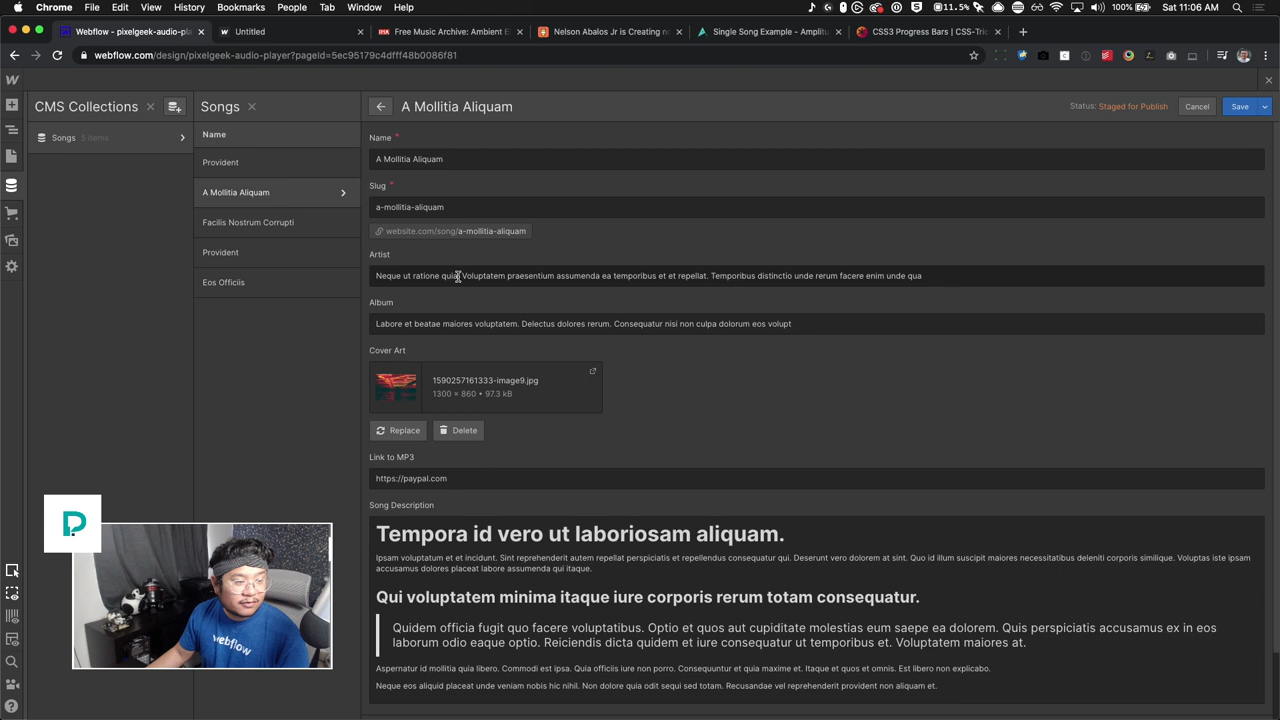 Chrome File Edit View History Bookmarks People Tab Window Help
11.5% 100% Sat 11:06 AM
Webflow - pixelgeek-audio-pla
Untitled
Free Music Archive: Ambient E
Nelson Abalos Jr is Creating n
Single Song Example - Amplitu
CSS3 Progress Bars | CSS-Tric
webflow.com/design/pixelgeek-audio-player?pageId=5ec95179c4dfff48b0086f81
CMS Collections
Songs
A Mollitia Aliquam
Status: Staged for Publish
Cancel
Save
Songs 5 items
Name
Provident
A Mollitia Aliquam
Facilis Nostrum Corrupti
Provident
Eos Officiis
Name *
A Mollitia Aliquam
Slug *
a-mollitia-aliquam
website.com/song/a-mollitia-aliquam
Artist
Neque ut ratione quia. Voluptatem praesentium assumenda ea temporibus et et repellat. Temporibus distinctio unde rerum facere enim unde qua
Album
Labore et beatae maiores voluptatem. Delectus dolores rerum. Consequatur nisi non culpa dolorum eos volupt
Cover Art
1590257161333-image9.jpg
1300 × 860 • 97.3 kB
Replace
Delete
Link to MP3
https://paypal.com
Song Description
Tempora id vero ut laboriosam aliquam.
Ipsam voluptatum et et incidunt. Sint reprehenderit autem repellat perspiciatis et repellendus consequatur qui. Deserunt vero dolorem at sint. Quo id illum suscipit maiores necessitatibus deleniti corporis similique. Voluptas iste ipsam
accusamus dolores placeat labore assumenda qui itaque.
Qui voluptatem minima itaque iure corporis rerum totam consequatur.
Quidem officia fugit quo facere voluptatibus. Optio et quos aut cupiditate molestias eum saepe ea dolorem. Quis perspiciatis accusamus ex in eos
laborum odio eaque optio. Reiciendis dicta quidem et iure consequatur ut temporibus et. Voluptatem maiores at.
Aspernatur id mollitia quia libero. Commodi est ipsa. Quia officiis iure non porro. Consequuntur et quia maxime et. Itaque et quos et omnis. Est libero non explicabo.
Neque eos aliquid placeat unde veniam nobis hic nihil. Non dolore quia odit sequi sed totam. Recusandae vel reprehenderit provident non aliquam et.
webflow